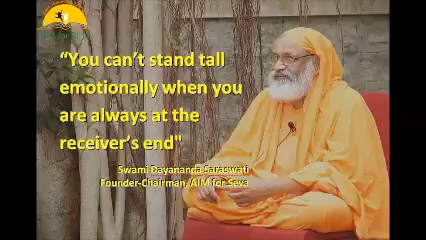 “You can’t stand tall
emotionally when you
are always at the
receiver’s end"
Swami Dayananda Saraswati
Founder-Chairman, AIM for Seva